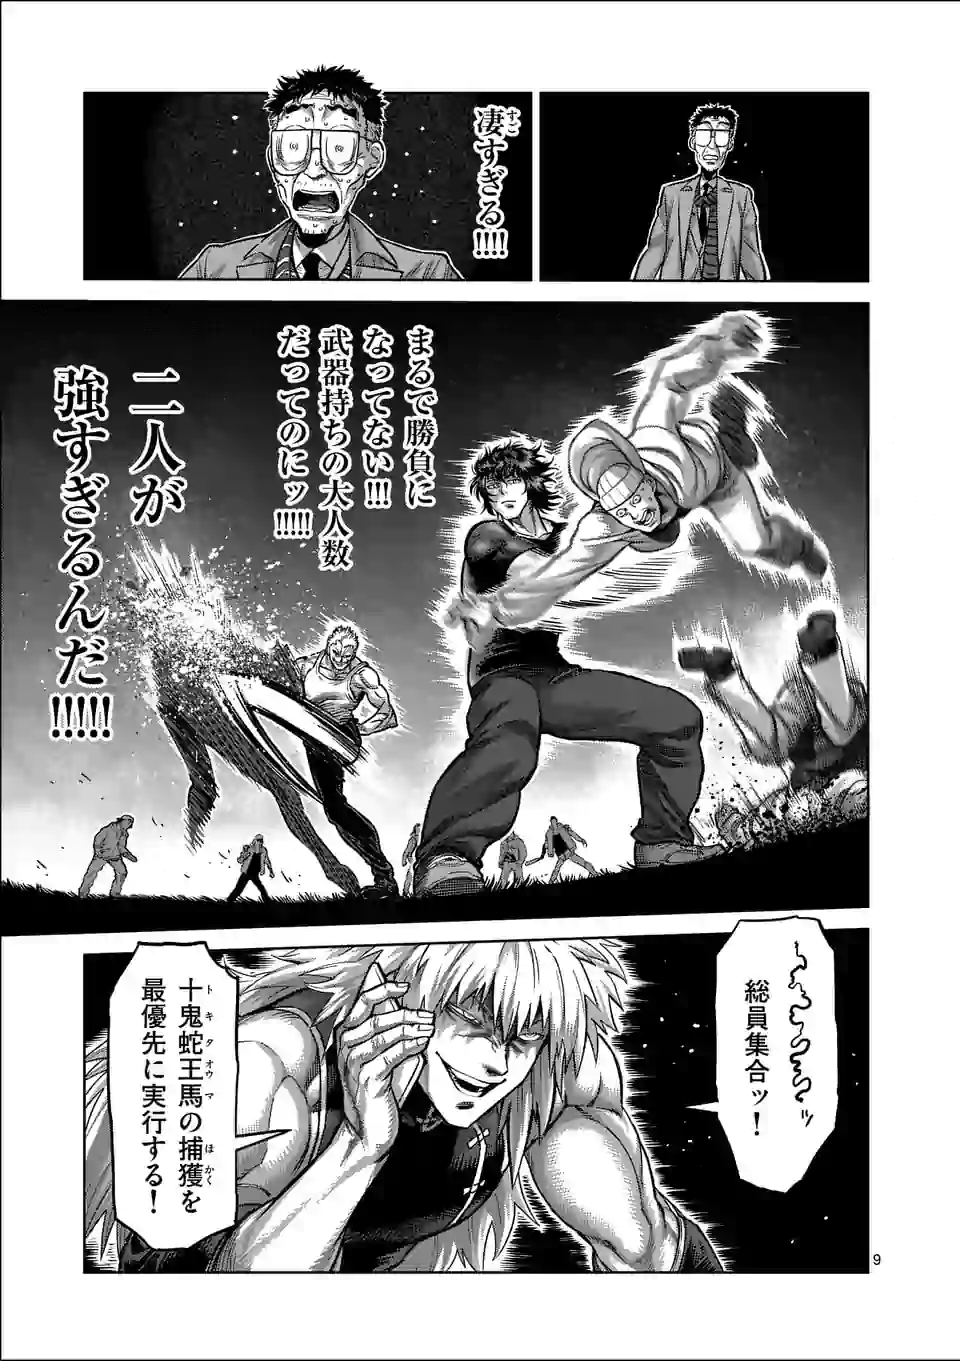 凄すぎる!!!!
まるで勝負に
なってない!!!
武器持ちの大人数
だってのにッ
!!!!!
二人が
強すぎるんだ!!!!!
総員集合ッ!
十鬼蛇王馬の捕獲を
最優先に実行する!
9